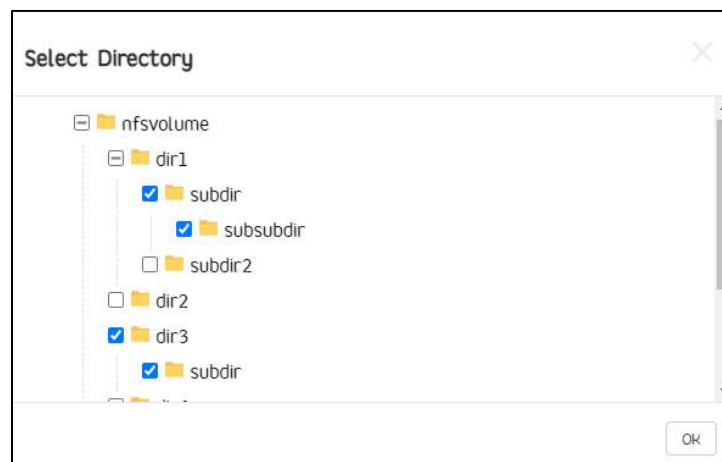 Select Directory
nfsvolume
dir1
subdir
subsubdir
subdir2
dir2
dir3
subdir
OK